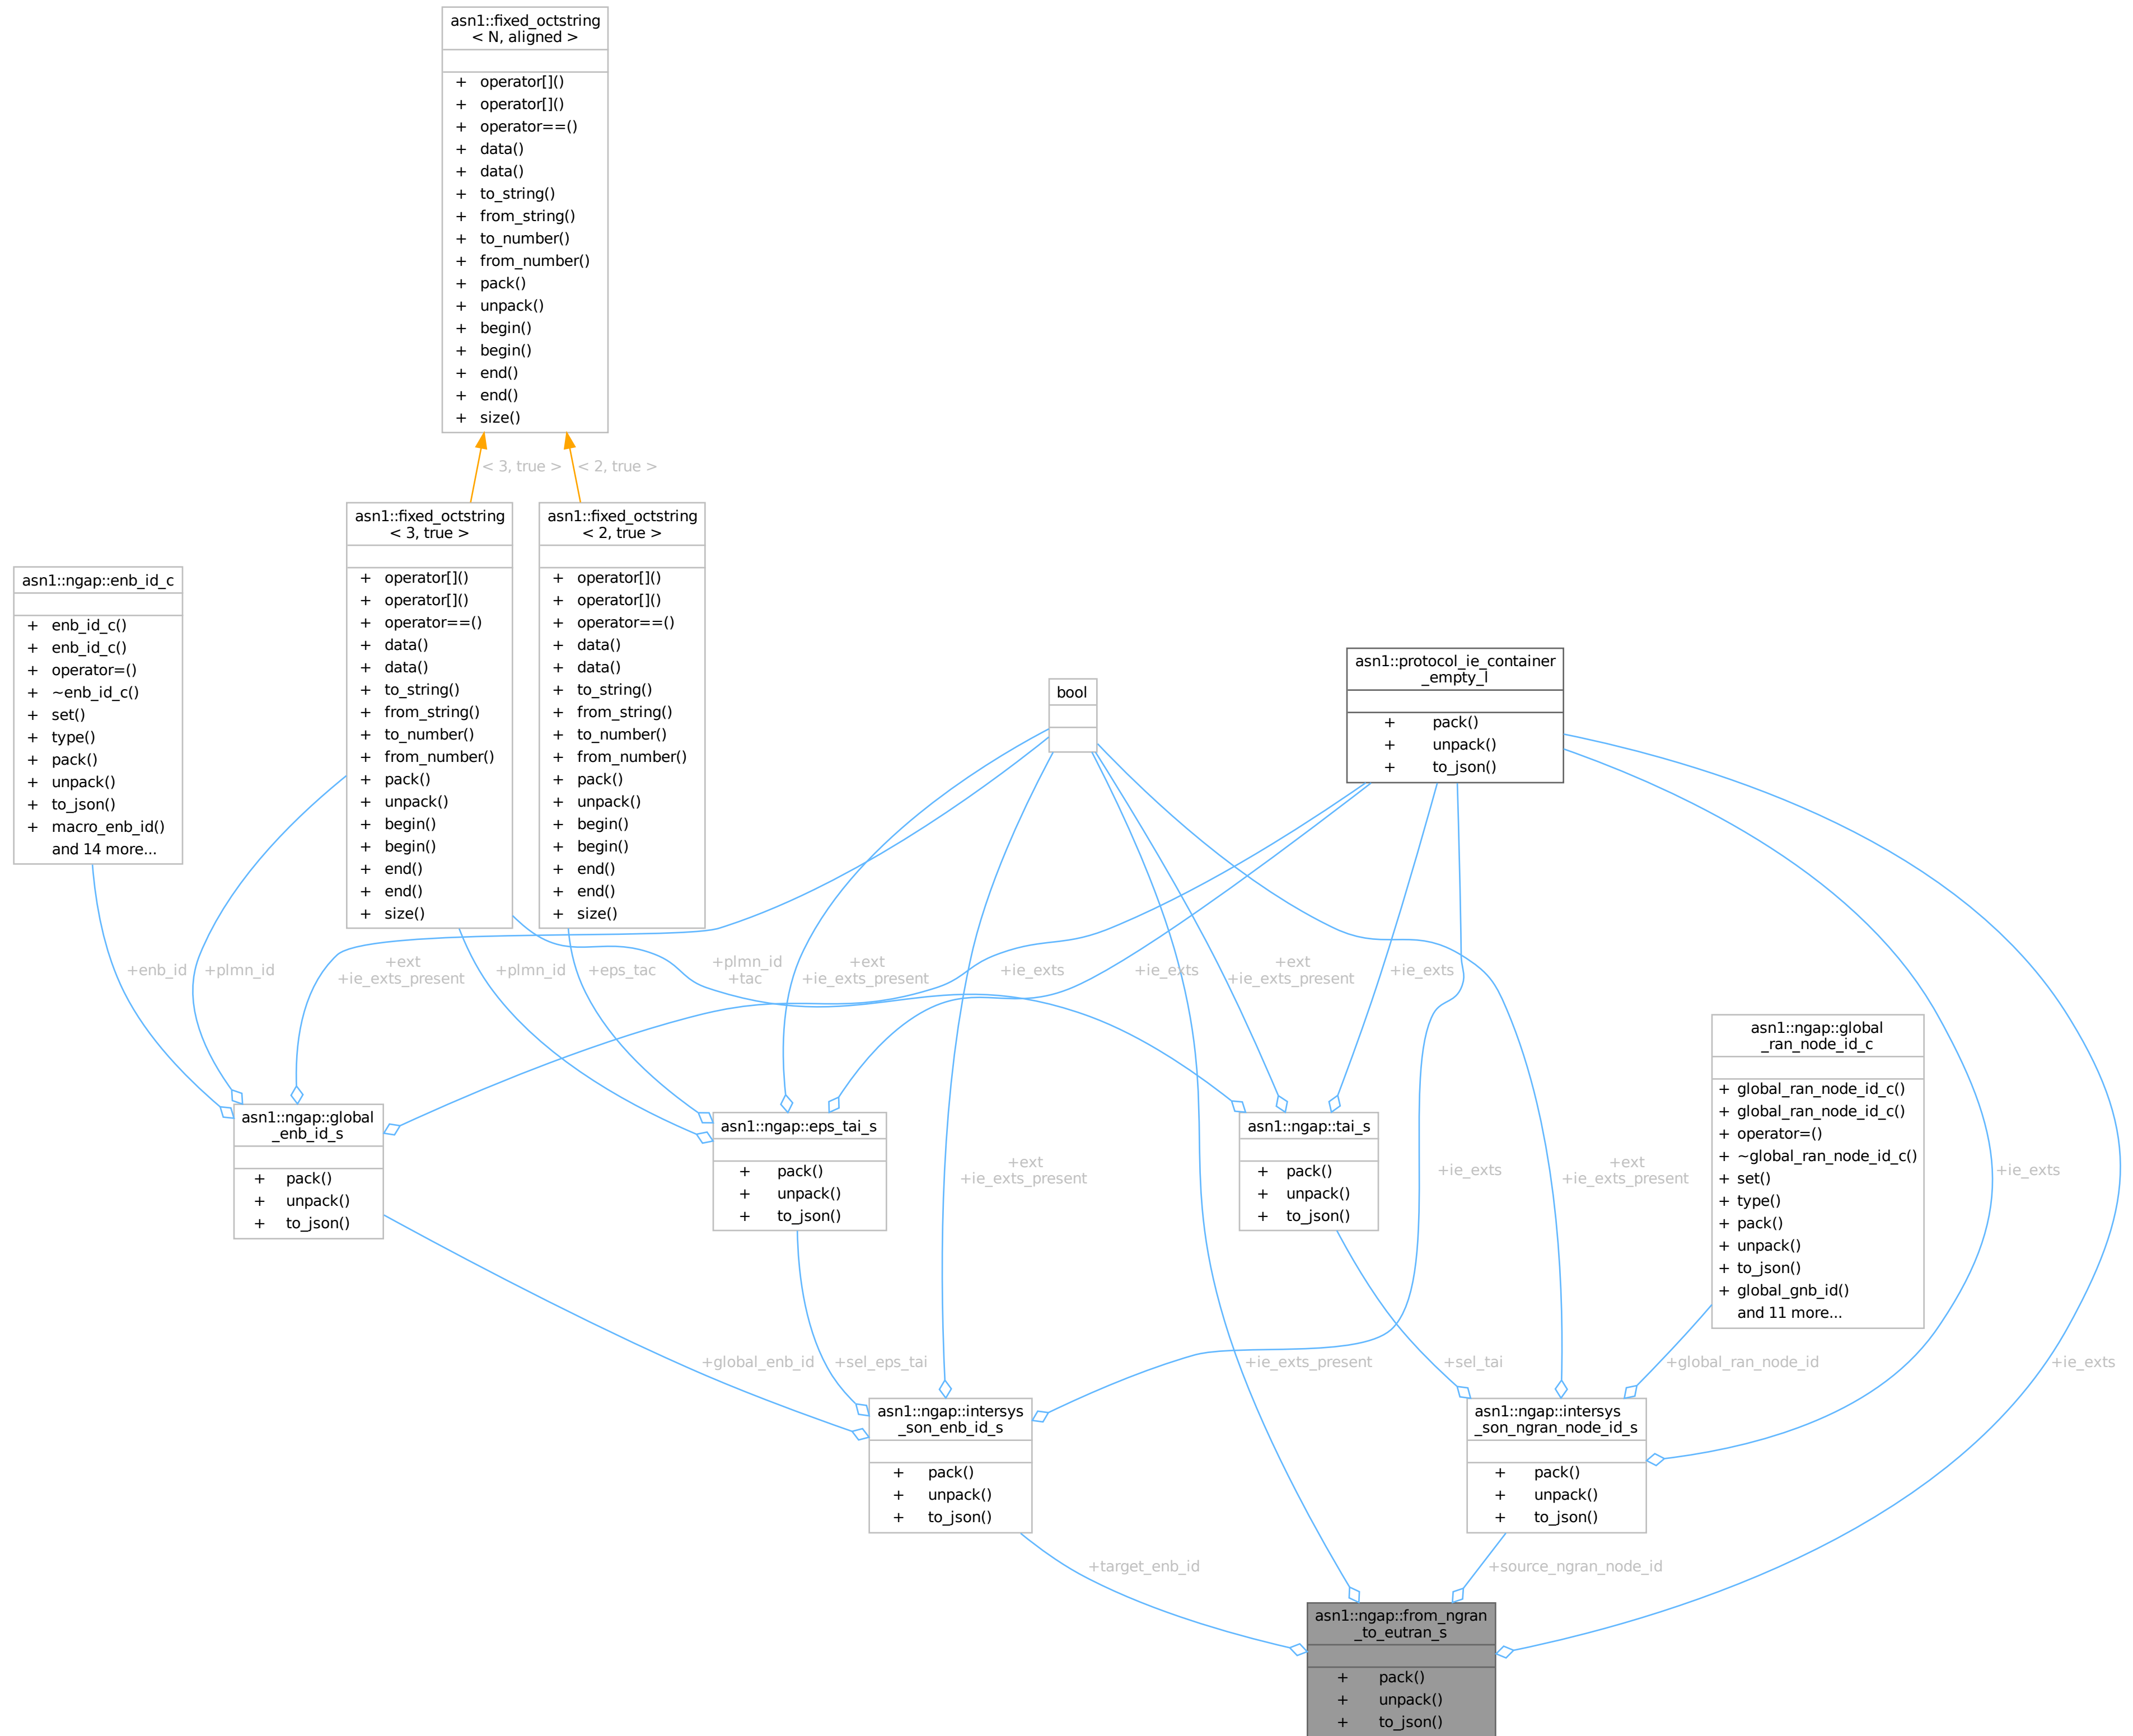 asn1::fixed_octstring
< N, aligned >
+ operator[]()
+ operator[]()
+ operator==()
+ data()
+ data()
+ to_string()
+ from_string()
+ to_number()
+ from_number()
+ pack()
+ unpack()
+ begin()
+ begin()
+ end()
+ end()
+ size()
< 3, true >
< 2, true >
asn1::fixed_octstring
< 3, true >
+ operator[]()
+ operator[]()
+ operator==()
+ data()
+ data()
+ to_string()
+ from_string()
+ to_number()
+ from_number()
+ pack()
+ unpack()
+ begin()
+ begin()
+ end()
+ end()
+ size()
asn1::fixed_octstring
< 2, true >
+ operator[]()
+ operator[]()
+ operator==()
+ data()
+ data()
+ to_string()
+ from_string()
+ to_number()
+ from_number()
+ pack()
+ unpack()
+ begin()
+ begin()
+ end()
+ end()
+ size()
asn1::ngap::enb_id_c
+ enb_id_c()
+ enb_id_c()
+ operator=()
+ ~enb_id_c()
+ set()
+ type()
+ pack()
+ unpack()
+ to_json()
+ macro_enb_id()
and 14 more...
bool
asn1::protocol_ie_container
_empty_l
+ pack()
+ unpack()
+ to_json()
+enb_id
+plmn_id
+ext
+ie_exts_present
+plmn_id
+eps_tac
+plmn_id
+tac
+ext
+ie_exts_present
+ie_exts
+ie_exts
+ext
+ie_exts_present
+ie_exts
asn1::ngap::global
_enb_id_s
+ pack()
+ unpack()
+ to_json()
asn1::ngap::eps_tai_s
+ pack()
+ unpack()
+ to_json()
+ext
+ie_exts_present
asn1::ngap::tai_s
+ pack()
+ unpack()
+ to_json()
+ie_exts
+ext
+ie_exts_present
asn1::ngap::global
_ran_node_id_c
+ global_ran_node_id_c()
+ global_ran_node_id_c()
+ operator=()
+ ~global_ran_node_id_c()
+ set()
+ type()
+ pack()
+ unpack()
+ to_json()
+ global_gnb_id()
and 11 more...
+ie_exts
+global_enb_id
+sel_eps_tai
+ie_exts_present
+sel_tai
+global_ran_node_id
+ie_exts
asn1::ngap::intersys
_son_enb_id_s
+ pack()
+ unpack()
+ to_json()
asn1::ngap::intersys
_son_ngran_node_id_s
+ pack()
+ unpack()
+ to_json()
+target_enb_id
+source_ngran_node_id
asn1::ngap::from_ngran
_to_eutran_s
+ pack()
+ unpack()
+ to_json()